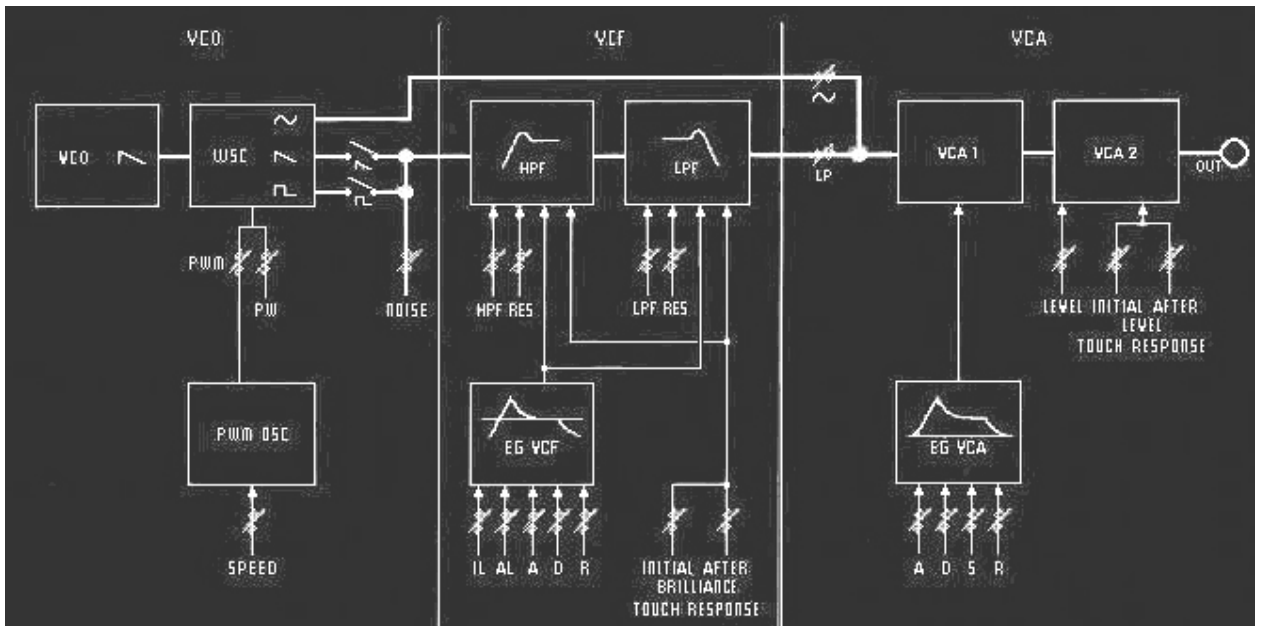 VCO VCF VCA
VCO WSC HPF LPF LP VCA 1 VCA 2 OUT
PWM
PW NOISE HPF RES LPF RES LEVEL INITIAL AFTER
LEVEL
TOUCH RESPONSE
PWM OSC EG VCF EG VCA
SPEED IL AL A D R INITIAL AFTER A D S R
BRILLIANCE
TOUCH RESPONSE